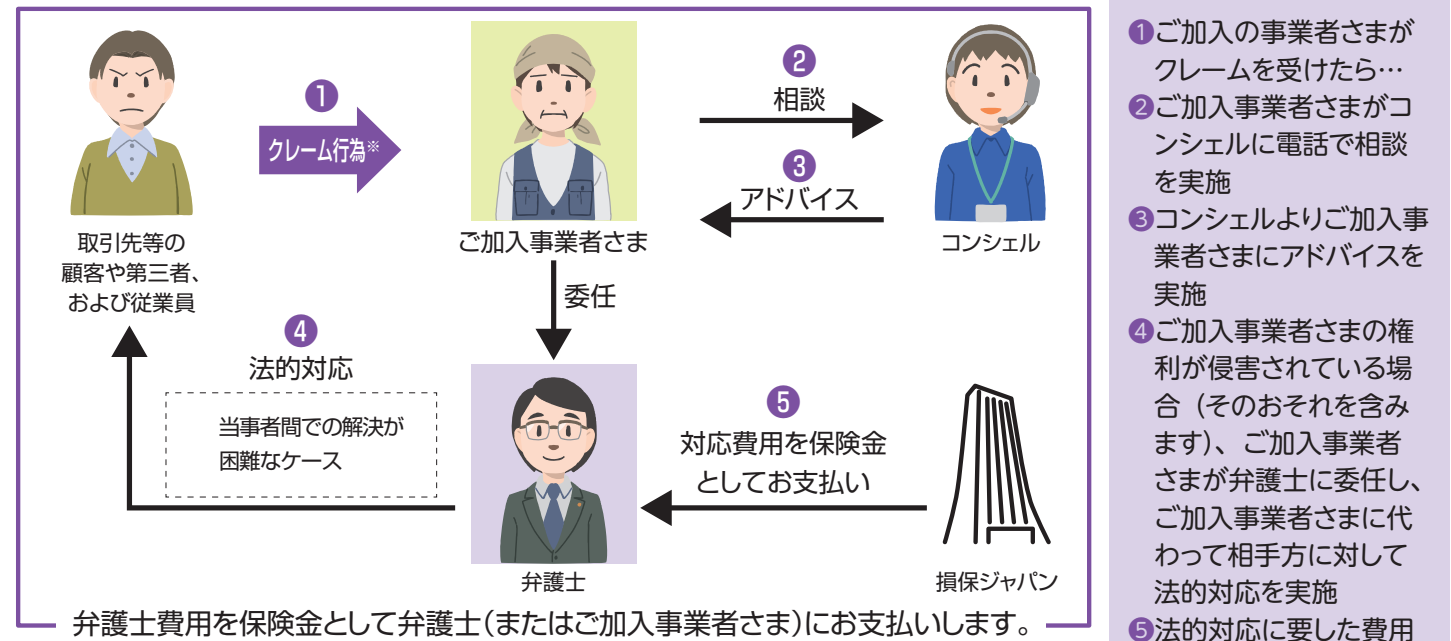 ❶
クレーム行為※
取引先等の
顧客や第三者、
および従業員
ご加入事業者さま
❷
相談
❸
アドバイス
コンシェル
委任
❹
法的対応
当事者間での解決が
困難なケース
弁護士
❺
対応費用を保険金
としてお支払い
損保ジャパン
弁護士費用を保険金として弁護士(またはご加入事業者さま)にお支払いします。
❶ご加入の事業者さまが
クレームを受けたら…
❷ご加入事業者さまがコ
ンシェルに電話で相談
を実施
❸コンシェルよりご加入事
業者さまにアドバイスを
実施
❹ご加入事業者さまの権
利が侵害されている場
合（そのおそれを含み
ます）、ご加入事業者
さまが弁護士に委任し、
ご加入事業者さまに代
わって相手方に対して
法的対応を実施
❺法的対応に要した費用